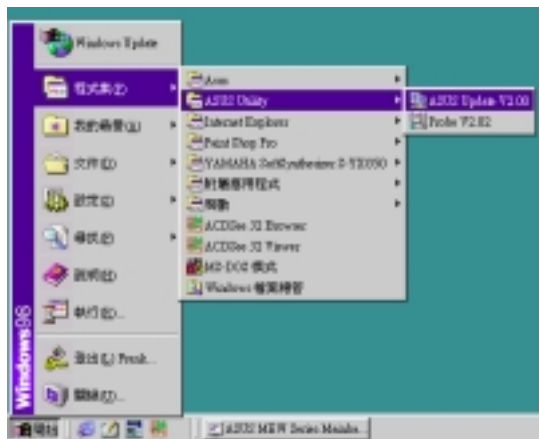 Windows Update
程式集(P)
我的最愛(A)
文件(D)
設定(S)
尋找(F)
說明(H)
執行(R)...
登出(L) Frank...
關機(U)...
Windows98
Acon
ASUS Utility
Internet Explorer
Paint Shop Pro
YAMAHA SoftSynthesizer S-YXG50
附屬應用程式
啟動
ACDSee 32 Browser
ACDSee 32 Viewer
MS-DOS 模式
Windows 檔案總管
ASUS Update V2.00
Probe V2.02
開始
ASUS MEW Series Mainbo...